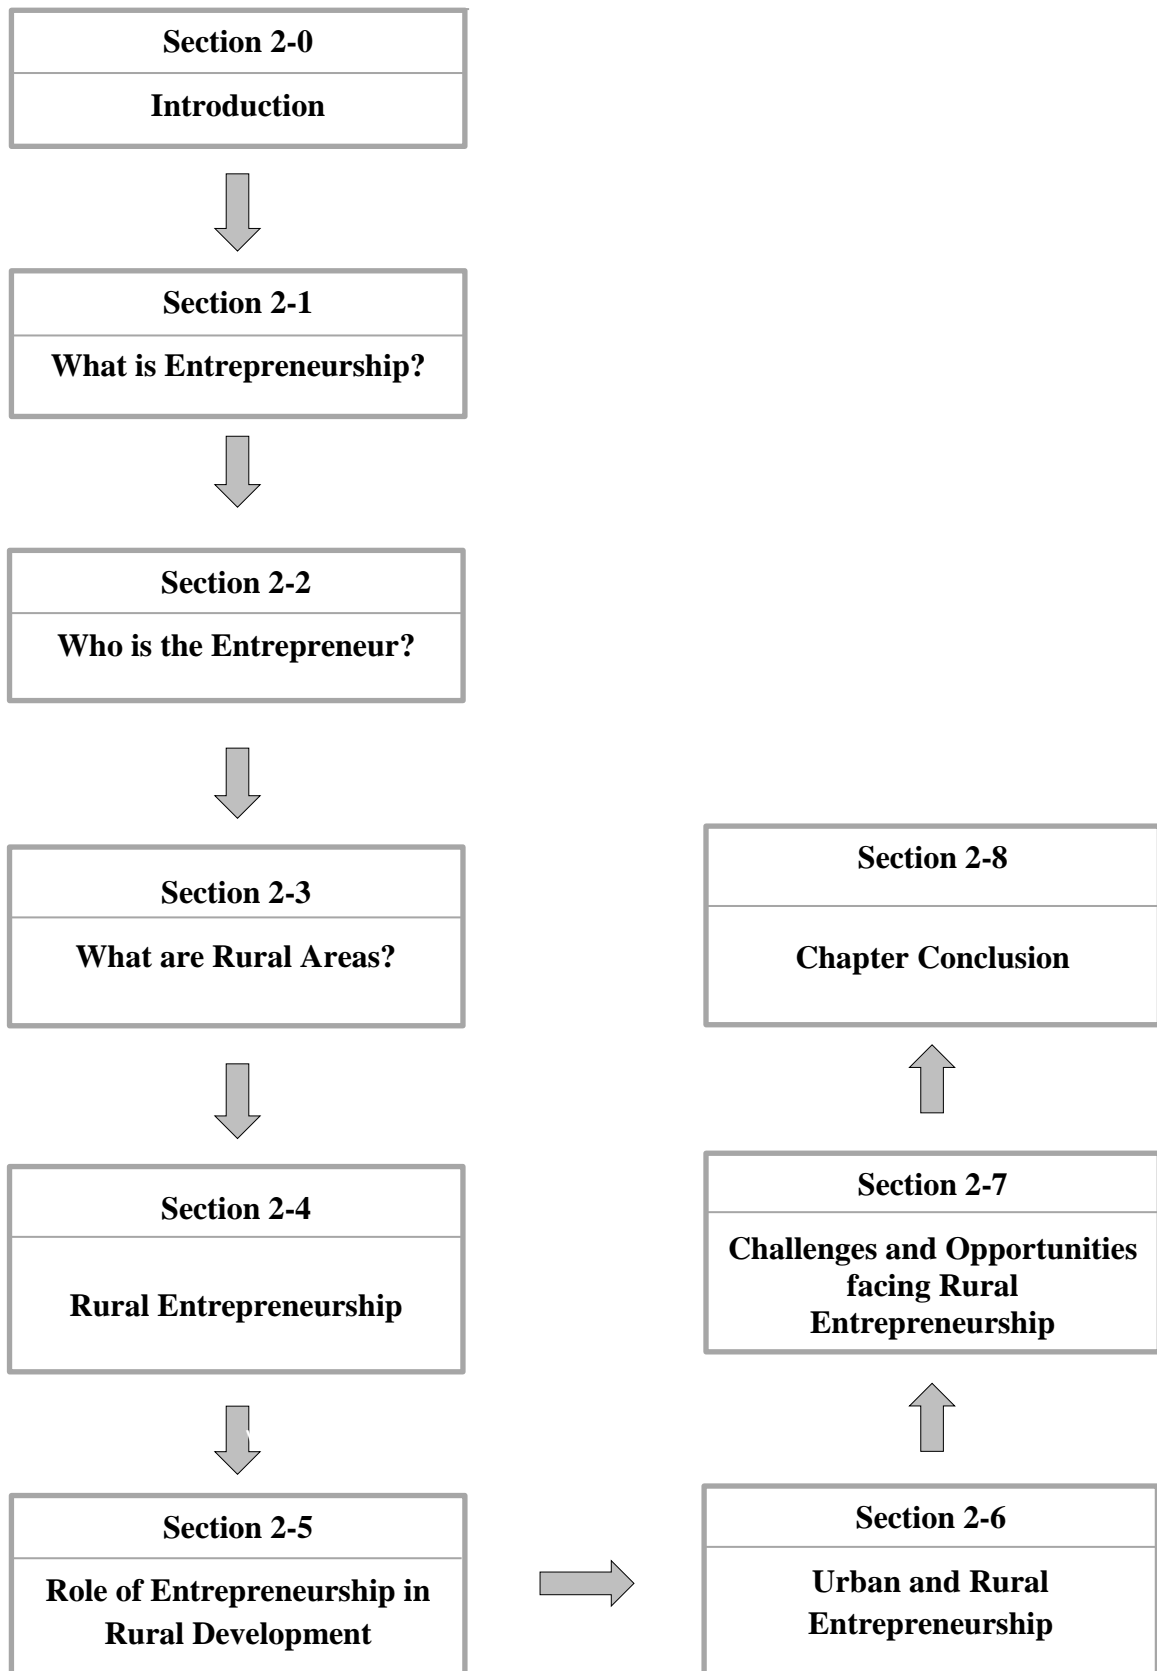 Section 2-0
Introduction
Section 2-1
What is Entrepreneurship?
Section 2-2
Who is the Entrepreneur?
Section 2-3
What are Rural Areas?
Section 2-4
Rural Entrepreneurship
Section 2-5
Role of Entrepreneurship in
Rural Development
Section 2-6
Urban and Rural
Entrepreneurship
Section 2-7
Challenges and Opportunities
facing Rural
Entrepreneurship
Section 2-8
Chapter Conclusion